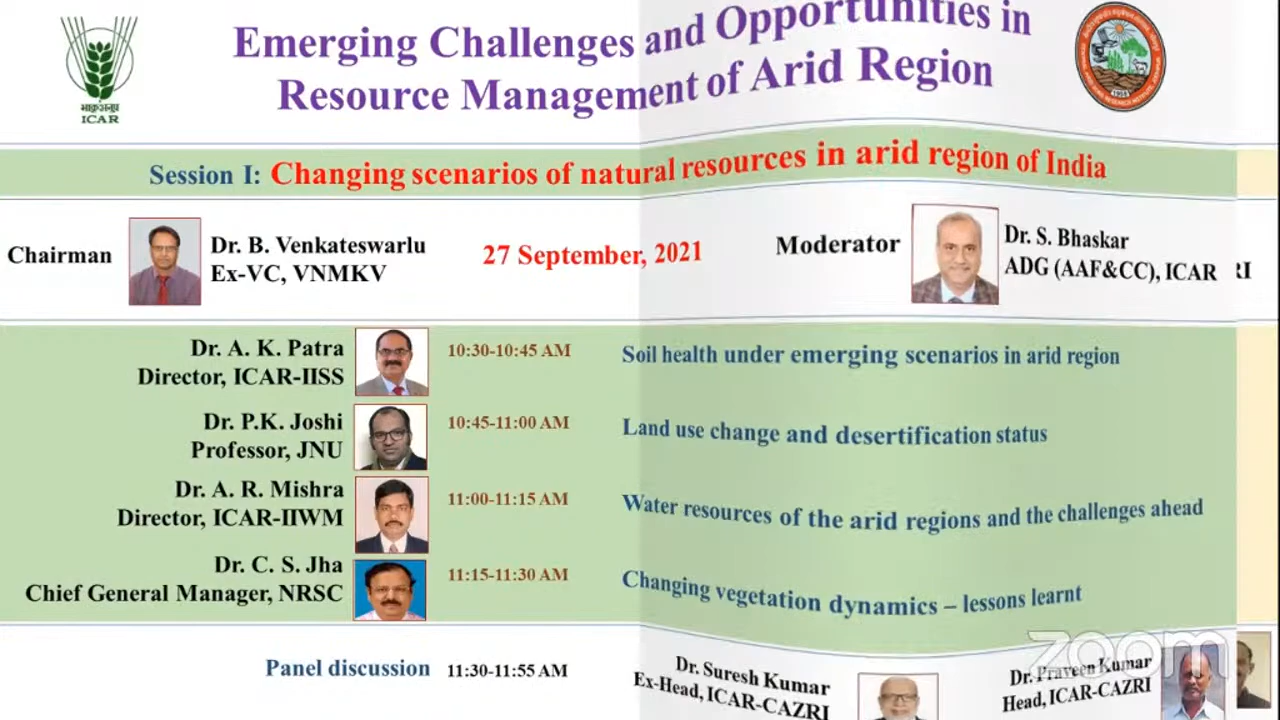 Emerging Challenges and Opportunities in
Resource Management of Arid Region
भाकृअनुप
ICAR
1959
Session I: Changing scenarios of natural resources in arid region of India
Chairman
Dr. B. Venkateswarlu
Ex-VC, VNMKV
27 September, 2021
Moderator
Dr. S. Bhaskar
ADG (AAF&CC), ICAR
RI
Dr. A. K. Patra
Director, ICAR-IISS
10:30-10:45 AM
Soil health under emerging scenarios in arid region
Dr. P.K. Joshi
Professor, JNU
10:45-11:00 AM
Land use change and desertification status
Dr. A. R. Mishra
Director, ICAR-IIWM
11:00-11:15 AM
Water resources of the arid regions and the challenges ahead
Dr. C. S. Jha
Chief General Manager, NRSC
11:15-11:30 AM
Changing vegetation dynamics – lessons learnt
Panel discussion
11:30-11:55 AM
Dr. Suresh Kumar
Ex-Head, ICAR-CAZRI
Dr. Praveen Kumar
Head, ICAR-CAZRI
zoom